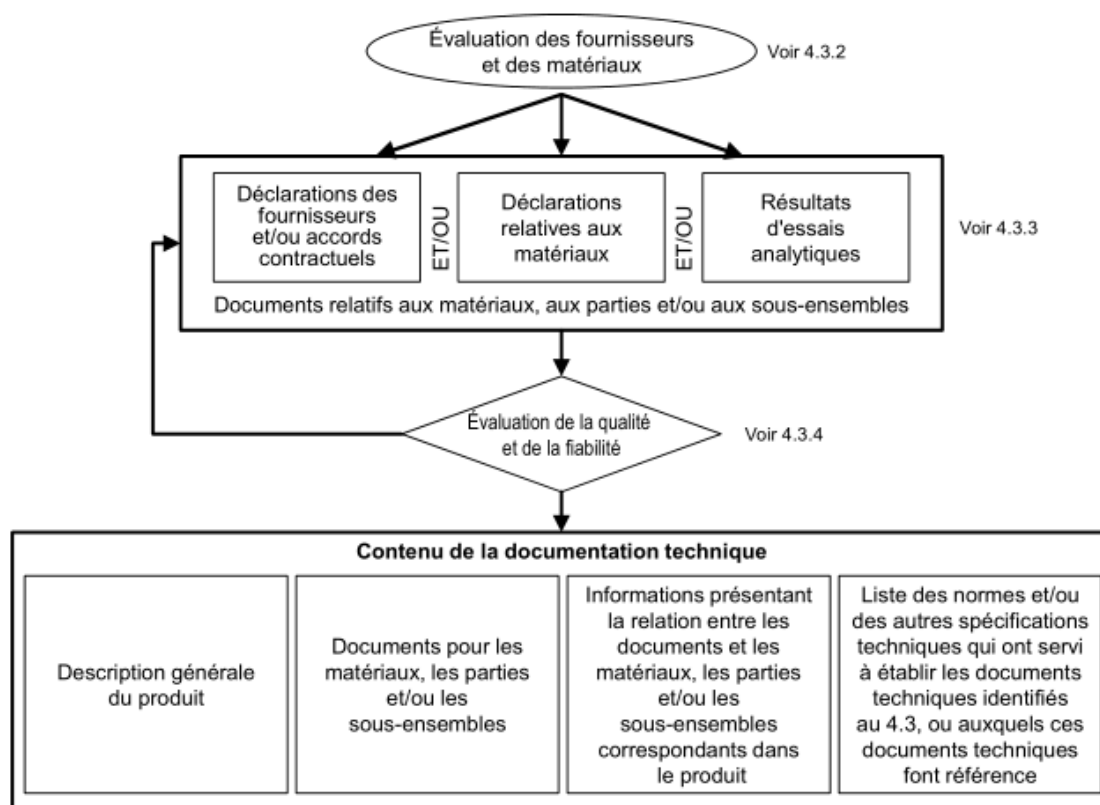 Évaluation des fournisseurs
et des matériaux
Voir 4.3.2
Déclarations des
fournisseurs
et/ou accords
contractuels
ET/OU
Déclarations
relatives aux
matériaux
ET/OU
Résultats
d'essais
analytiques
Voir 4.3.3
Documents relatifs aux matériaux, aux parties et/ou aux sous-ensembles
Évaluation de la qualité
et de la fiabilité
Voir 4.3.4
Contenu de la documentation technique
Description générale
du produit
Documents pour les
matériaux, les parties
et/ou les
sous-ensembles
Informations présentant
la relation entre les
documents et les
matériaux, les parties
et/ou les
sous-ensembles
correspondants dans
le produit
Liste des normes et/ou
des autres spécifications
techniques qui ont servi
à établir les documents
techniques identifiés
au 4.3, ou auxquels ces
documents techniques
font référence